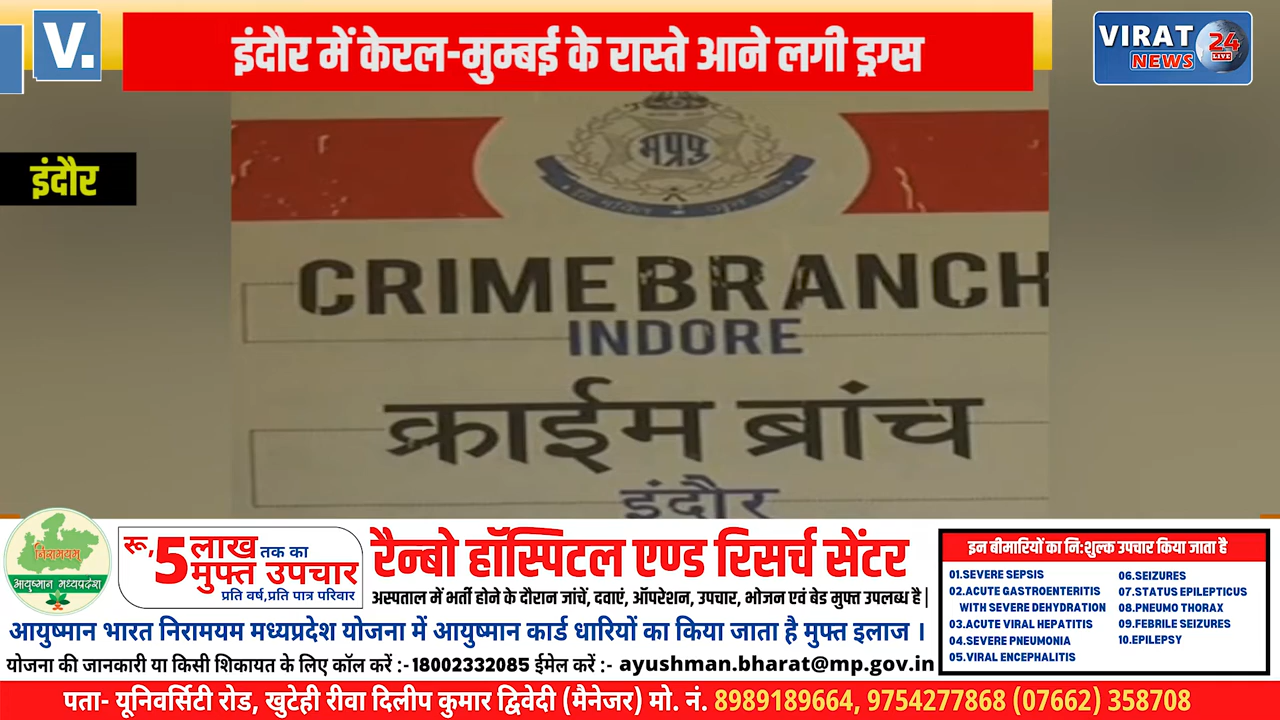 V.
इंदौर में केरल-मुम्बई के रास्ते आने लगी ड्रग्स
VIRAT
NEWS
24
LIVE
इंदौर
मप्रपु
CRIME BRANCH
INDORE
क्राईम ब्रांच
इंदौर
निरामयम्
आयुष्मान मध्यप्रदेश
रू, 5 लाख तक का
मुफ्त उपचार
प्रति वर्ष,प्रति पात्र परिवार
रैन्बो हॉस्पिटल एण्ड रिसर्च सेंटर
अस्पताल में भर्ती होने के दौरान जांचें, दवाएं, ऑपरेशन, उपचार, भोजन एवं बेड मुफ्त उपलब्ध है|
आयुष्मान भारत निरामयम मध्यप्रदेश योजना में आयुष्मान कार्ड धारियों का किया जाता है मुफ्त इलाज ।
योजना की जानकारी या किसी शिकायत के लिए कॉल करें :- 18002332085 ईमेल करें :- ayushman.bharat@mp.gov.in
इन बीमारियों का नि:शुल्क उपचार किया जाता है
01.SEVERE SEPSIS
02.ACUTE GASTROENTERITIS
WITH SEVERE DEHYDRATION
03.ACUTE VIRAL HEPATITIS
04.SEVERE PNEUMONIA
05.VIRAL ENCEPHALITIS
06.SEIZURES
07.STATUS EPILEPTICUS
08.PNEUMO THORAX
09.FEBRILE SEIZURES
10.EPILEPSY
पता- यूनिवर्सिटी रोड, खुटेही रीवा दिलीप कुमार द्विवेदी (मैनेजर) मो. नं. 8989189664, 9754277868 (07662) 358708